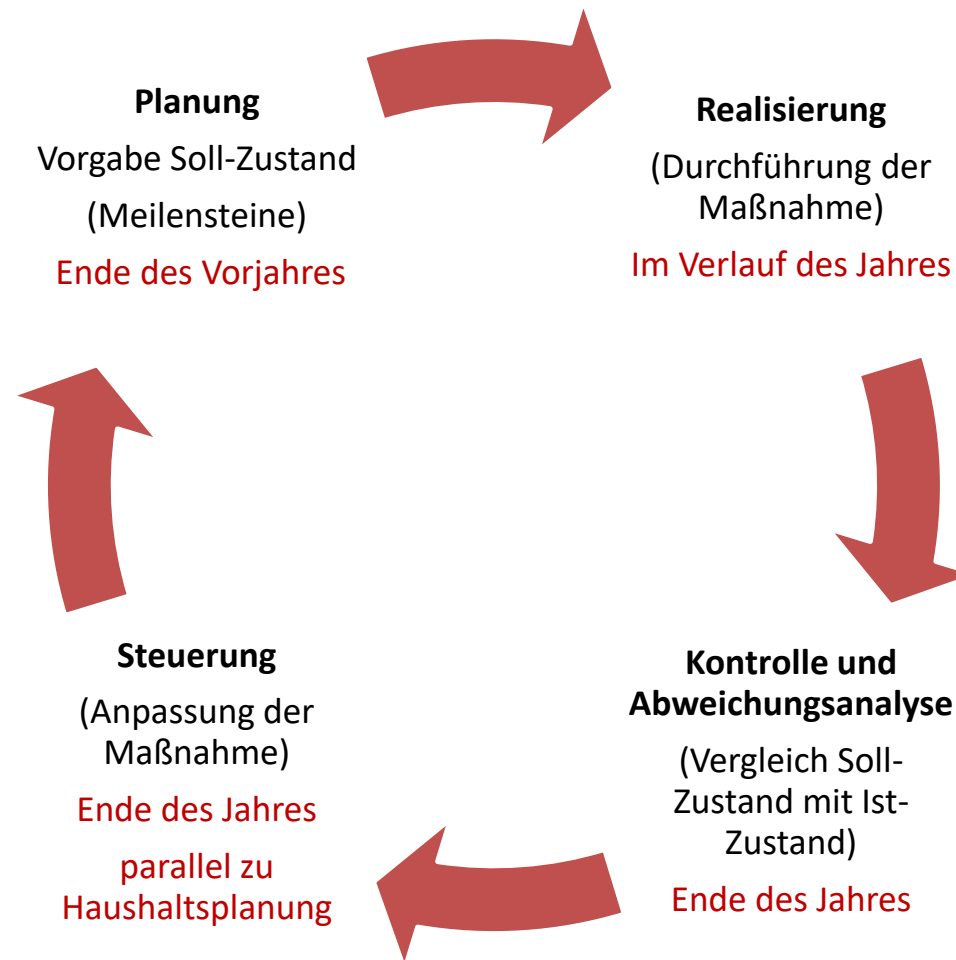 Planung
Vorgabe Soll-Zustand
(Meilensteine)
Ende des Vorjahres
Realisierung
(Durchführung der
Maßnahme)
Im Verlauf des Jahres
Kontrolle und
Abweichungsanalyse
(Vergleich Soll-
Zustand mit Ist-
Zustand)
Ende des Jahres
Steuerung
(Anpassung der
Maßnahme)
Ende des Jahres
parallel zu
Haushaltsplanung